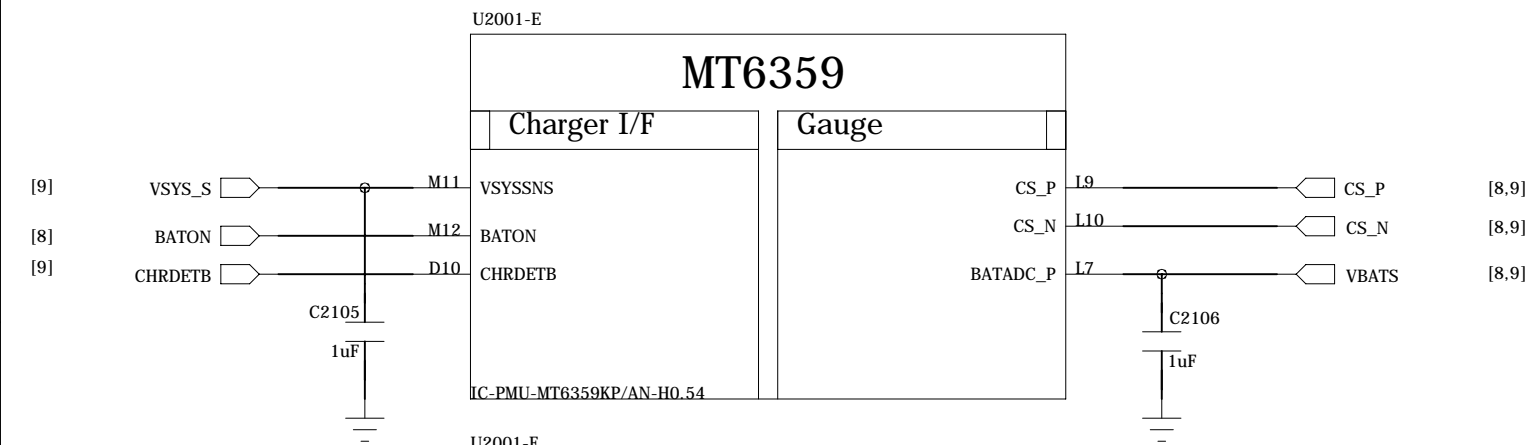 U2001-E
MT6359
Charger I/F
Gauge
[9] VSYS_S M11 VSYSSNS CS_P L9 CS_P [8,9]
[8] BATON M12 BATON CS_N L10 CS_N [8,9]
[9] CHRDETB D10 CHRDETB BATADC_P L7 VBATS [8,9]
C2105
C2106
1uF
1uF
IC-PMU-MT6359KP/AN-H0.54